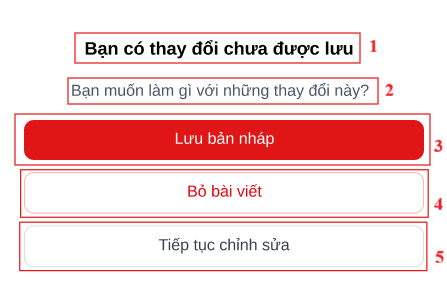 Bạn có thay đổi chưa được lưu 1
Bạn muốn làm gì với những thay đổi này? 2
Lưu bản nháp 3
Bỏ bài viết 4
Tiếp tục chỉnh sửa 5